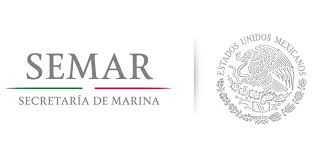 SEMAR
SECRETARÍA DE MARINA
ESTADOS UNIDOS MEXICANOS